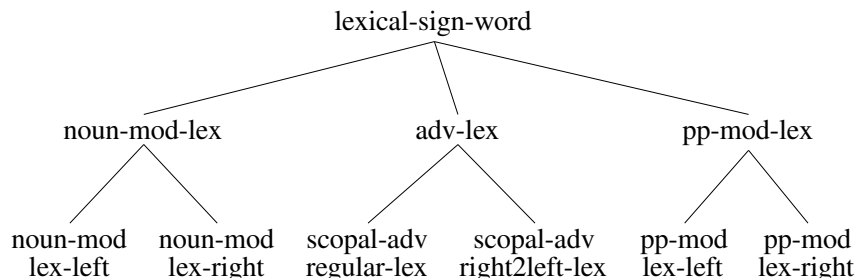 lexical-sign-word
noun-mod-lex adv-lex pp-mod-lex
noun-mod noun-mod scopal-adv scopal-adv pp-mod pp-mod
lex-left lex-right regular-lex right2left-lex lex-left lex-right